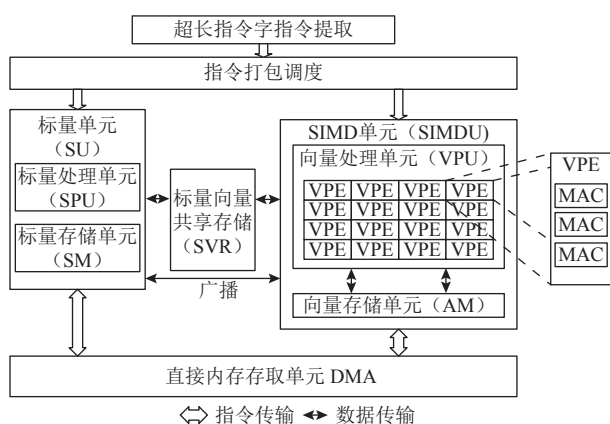 超长指令字指令提取
指令打包调度
标量单元
（SU）
标量处理单元
（SPU）
标量存储单元
（SM）
标量向量
共享存储
（SVR）
广播
SIMD单元（SIMDU)
向量处理单元（VPU）
VPE VPE VPE VPE
VPE VPE VPE VPE
VPE VPE VPE VPE
VPE VPE VPE VPE
向量存储单元（AM）
VPE
MAC
MAC
MAC
直接内存存取单元 DMA
指令传输 数据传输